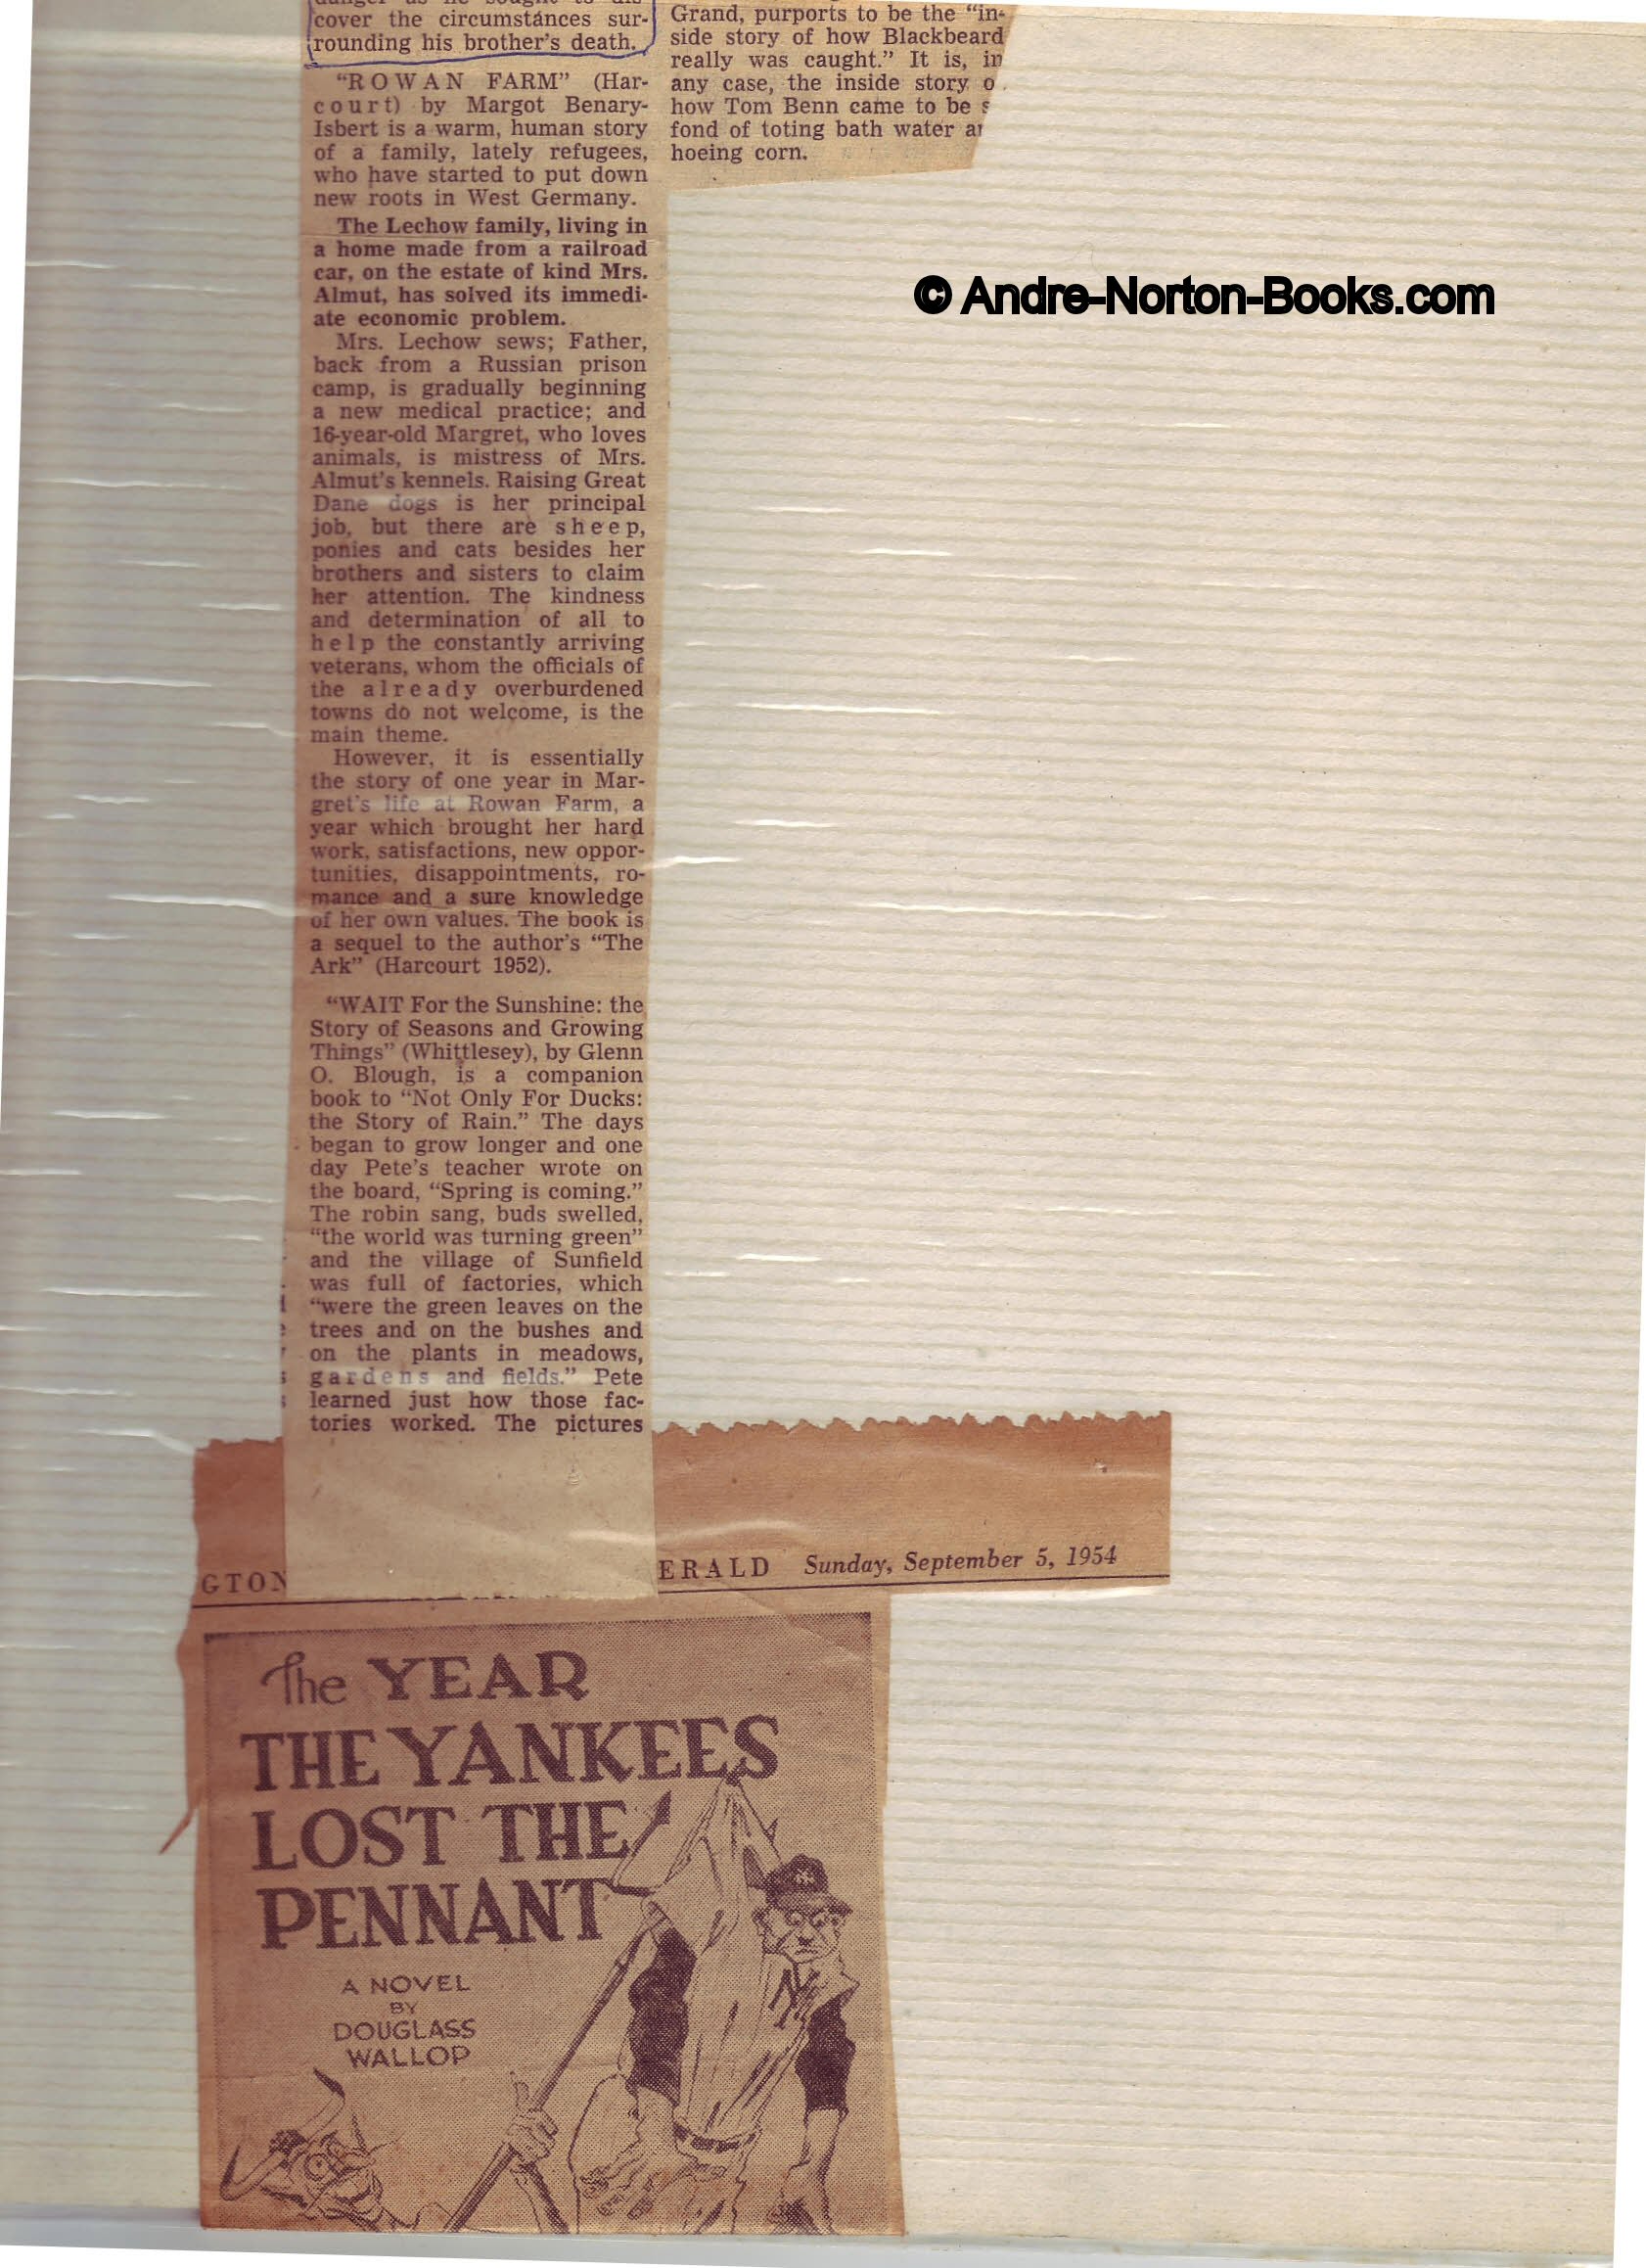 danger as he sought to dis-
cover the circumstances sur-
rounding his brother's death.
"ROWAN FARM" (Har-
court) by Margot Benary-
Isbert is a warm, human story
of a family, lately refugees,
who have started to put down
new roots in West Germany.
The Lechow family, living in
a home made from a railroad
car, on the estate of kind Mrs.
Almut, has solved its immedi-
ate economic problem.
Mrs. Lechow sews; Father,
back from a Russian prison
camp, is gradually beginning
a new medical practice; and
16-year-old Margret, who loves
animals, is mistress of Mrs.
Almut's kennels. Raising Great
Dane dogs is her principal
job, but there are sheep,
ponies and cats besides her
brothers and sisters to claim
her attention. The kindness
and determination of all to
help the constantly arriving
veterans, whom the officials of
the already overburdened
towns do not welcome, is the
main theme.
However, it is essentially
the story of one year in Mar-
gret's life at Rowan Farm, a
year which brought her hard
work, satisfactions, new oppor-
tunities, disappointments, ro-
mance and a sure knowledge
of her own values. The book is
a sequel to the author's "The
Ark" (Harcourt 1952).
"WAIT For the Sunshine: the
Story of Seasons and Growing
Things" (Whittlesey), by Glenn
O. Blough, is a companion
book to "Not Only For Ducks:
the Story of Rain." The days
began to grow longer and one
day Pete's teacher wrote on
the board, "Spring is coming."
The robin sang, buds swelled,
"the world was turning green"
and the village of Sunfield
was full of factories, which
"were the green leaves on the
trees and on the bushes and
on the plants in meadows,
gardens and fields." Pete
learned just how those fac-
tories worked. The pictures
Grand, purports to be the "in-
side story of how Blackbeard
really was caught." It is, in
any case, the inside story o
how Tom Benn came to be s
fond of toting bath water a
hoeing corn.
© Andre-Norton-Books.com
GTON ERALD Sunday, September 5, 1954
The YEAR
THE YANKEES
LOST THE
PENNANT
A NOVEL
BY
DOUGLASS
WALLOP
NY